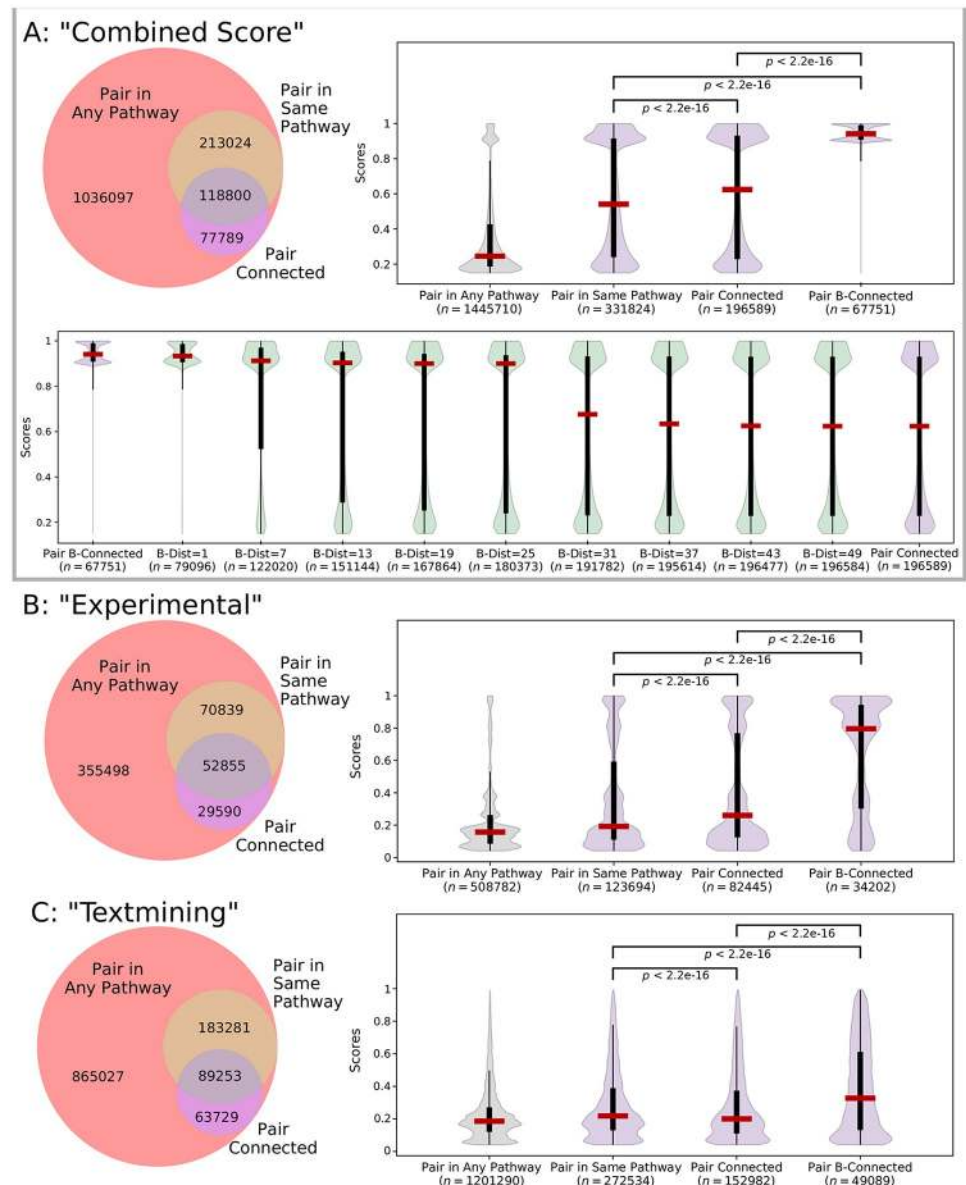 A: "Combined Score"
Pair in
Any Pathway
Pair in
Same
Pathway
213024
1036097
118800
77789
Pair
Connected
p < 2.2e-16
p < 2.2e-16
p < 2.2e-16
Scores
1
0.8
0.6
0.4
0.2
Pair in Any Pathway
(n = 1445710)
Pair in Same Pathway
(n = 331824)
Pair Connected
(n = 196589)
Pair B-Connected
(n = 67751)
Scores
1
0.8
0.6
0.4
0.2
Pair B-Connected
(n = 67751)
B-Dist=1
(n = 79096)
B-Dist=7
(n = 122020)
B-Dist=13
(n = 151144)
B-Dist=19
(n = 167864)
B-Dist=25
(n = 180373)
B-Dist=31
(n = 191782)
B-Dist=37
(n = 195614)
B-Dist=43
(n = 196477)
B-Dist=49
(n = 196584)
Pair Connected
(n = 196589)
B: "Experimental"
Pair in
Any Pathway
Pair in
Same
Pathway
70839
355498
52855
29590
Pair
Connected
p < 2.2e-16
p < 2.2e-16
p < 2.2e-16
Scores
1
0.8
0.6
0.4
0.2
0
Pair in Any Pathway
(n = 508782)
Pair in Same Pathway
(n = 123694)
Pair Connected
(n = 82445)
Pair B-Connected
(n = 34202)
C: "Textmining"
Pair in
Any Pathway
Pair in
Same
Pathway
183281
865027
89253
63729
Pair
Connected
p < 2.2e-16
p < 2.2e-16
p < 2.2e-16
Scores
1
0.8
0.6
0.4
0.2
0
Pair in Any Pathway
(n = 1201290)
Pair in Same Pathway
(n = 272534)
Pair Connected
(n = 152982)
Pair B-Connected
(n = 49089)